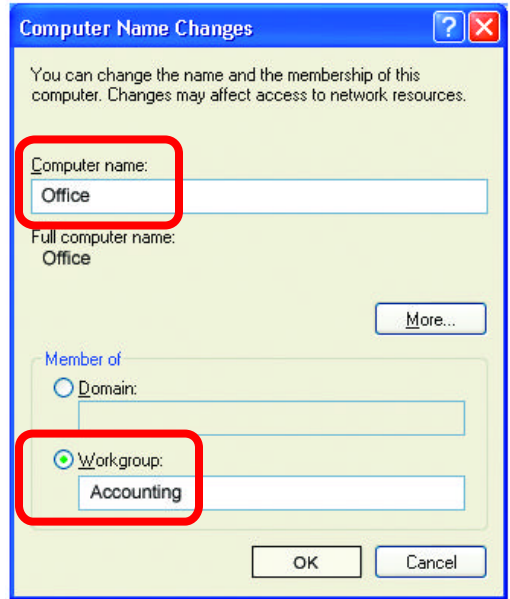 Computer Name Changes
You can change the name and the membership of this
computer. Changes may affect access to network resources.
Computer name:
Office
Full computer name:
Office
More...
Member of
Domain:
Workgroup:
Accounting
OK Cancel